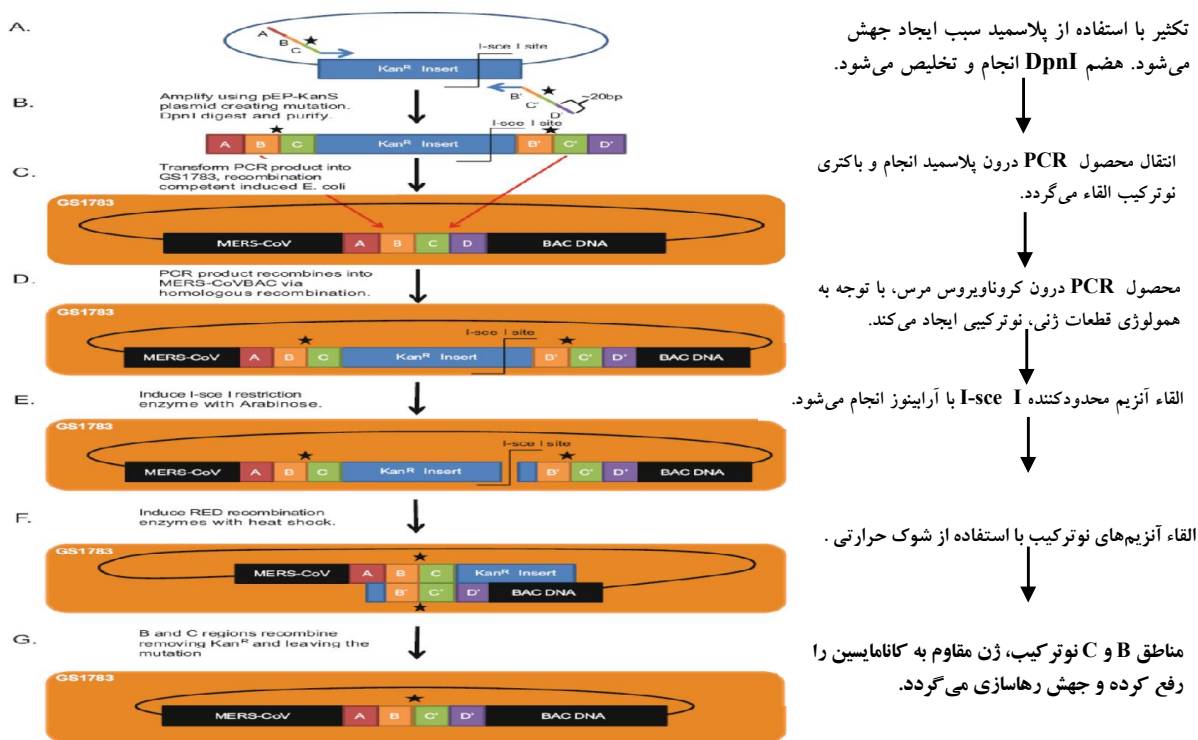 A.
A
B
C
I-sce I site
Kanᴿ Insert
تکثیر با استفاده از پلاسمید سبب ایجاد جهش
می‌شود. هضم DpnI انجام و تخلیص می‌شود.
B.
Amplify using pEP-KanS
plasmid creating mutation.
DpnI digest and purify.
B'
C'
D'
~20bp
I-sce I site
A B C Kanᴿ Insert B' C' D'
C.
Transform PCR product into
GS1783, recombination
competent induced E. coli
انتقال محصول PCR درون پلاسمید انجام و باکتری
نوترکیب القاء می‌گردد.
GS1783
MERS-CoV A B C D BAC DNA
D.
PCR product recombines into
MERS-CoVBAC via
homologous recombination.
محصول PCR درون کروناویروس مرس، با توجه به
همولوژی قطعات ژنی، نوترکیبی ایجاد می‌کند.
GS1783
I-sce I site
MERS-CoV A B C Kanᴿ Insert B' C' D' BAC DNA
E.
Induce I-sce I restriction
enzyme with Arabinose.
القاء آنزیم محدودکننده I-sce I با آرابینوز انجام می‌شود.
GS1783
I-sce I site
MERS-CoV A B C Kanᴿ Insert B' C' D' BAC DNA
F.
Induce RED recombination
enzymes with heat shock.
القاء آنزیم‌های نوترکیب با استفاده از شوک حرارتی .
GS1783
MERS-CoV A B C Kanᴿ Insert
B' C' D' BAC DNA
G.
B and C regions recombine
removing Kanᴿ and leaving the
mutation
مناطق B و C نوترکیب، ژن مقاوم به کانامایسین را
رفع کرده و جهش رهاسازی می‌گردد.
GS1783
MERS-CoV A B C' D' BAC DNA